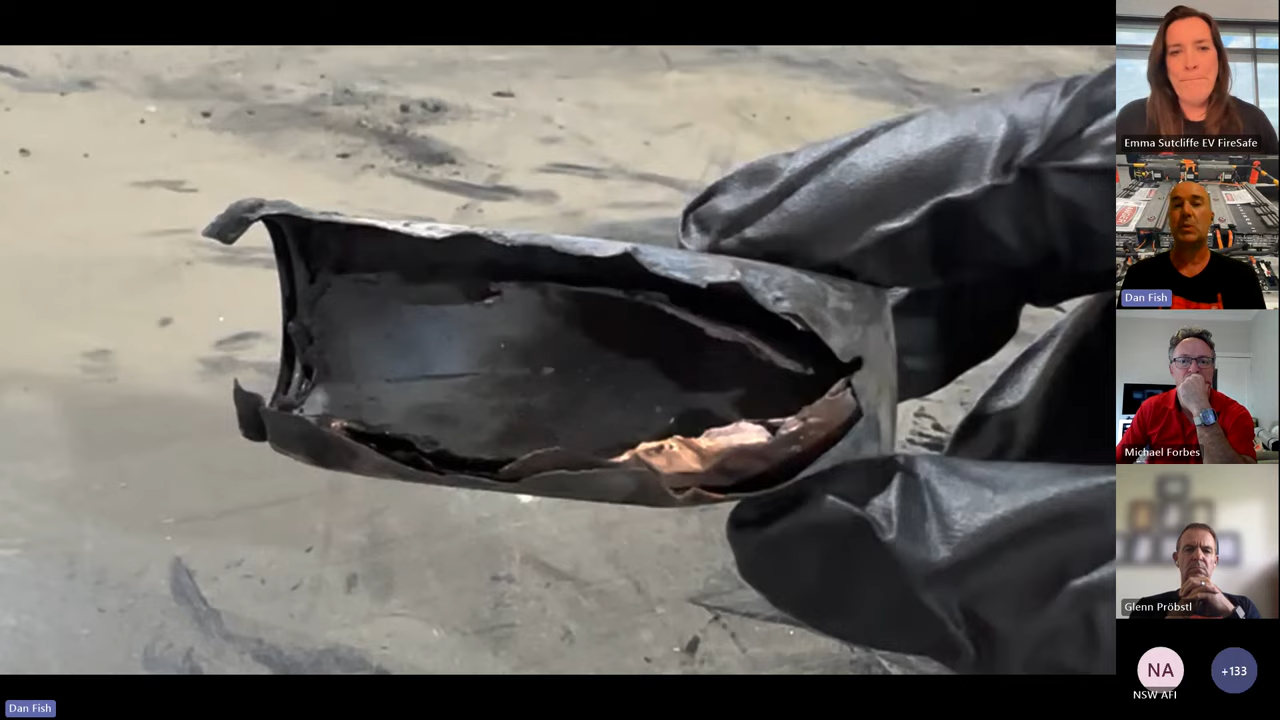 Emma Sutcliffe EV FireSafe
Dan Fish
Michael Forbes
Glenn Pröbstl
NA
+133
NSW AFI
Dan Fish